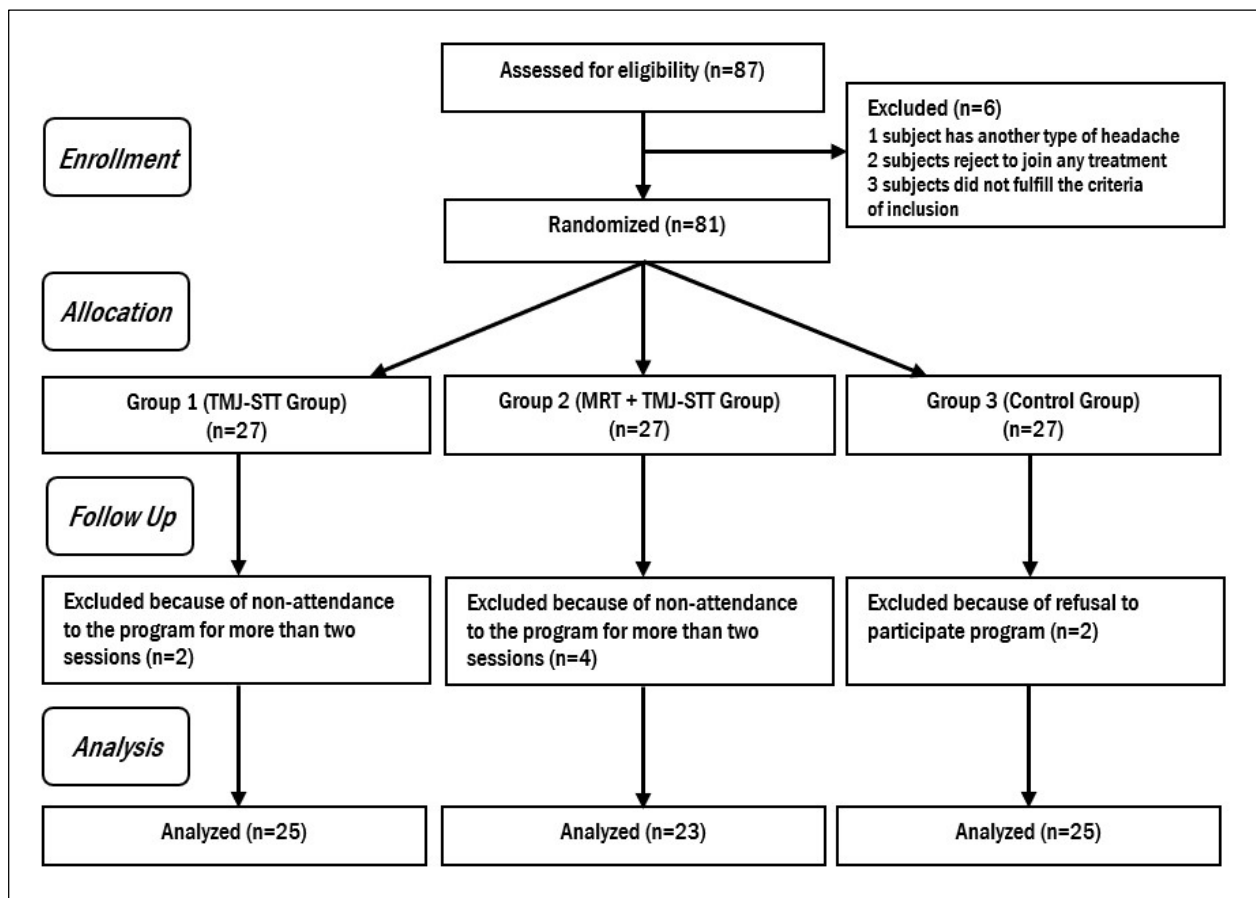 Assessed for eligibility (n=87)
Excluded (n=6)
1 subject has another type of headache
2 subjects reject to join any treatment
3 subjects did not fulfill the criteria
of inclusion
Enrollment
Randomized (n=81)
Allocation
Group 1 (TMJ-STT Group)
(n=27)
Group 2 (MRT + TMJ-STT Group)
(n=27)
Group 3 (Control Group)
(n=27)
Follow Up
Excluded because of non-attendance
to the program for more than two
sessions (n=2)
Excluded because of non-attendance
to the program for more than two
sessions (n=4)
Excluded because of refusal to
participate program (n=2)
Analysis
Analyzed (n=25)
Analyzed (n=23)
Analyzed (n=25)